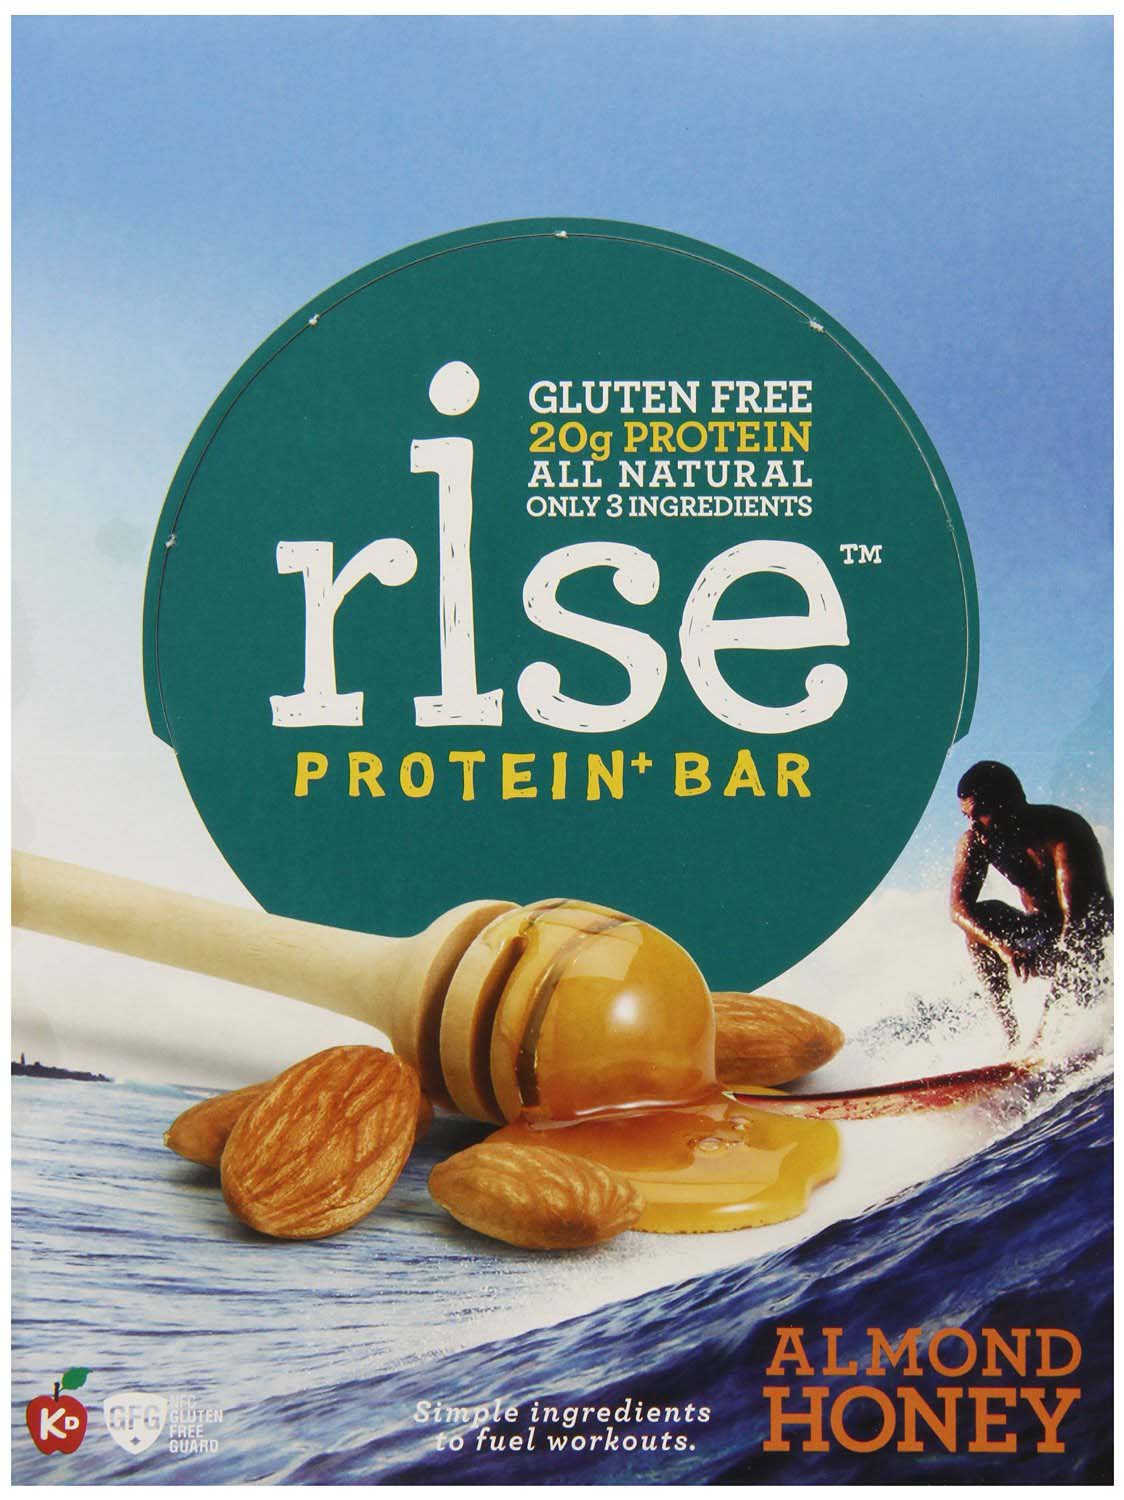 GLUTEN FREE
20g PROTEIN
ALL NATURAL
ONLY 3 INGREDIENTS
rise™
PROTEIN+ BAR
ALMOND
HONEY
Simple ingredients
to fuel workouts.
KD
GFG
NFC
GLUTEN
FREE
GUARD